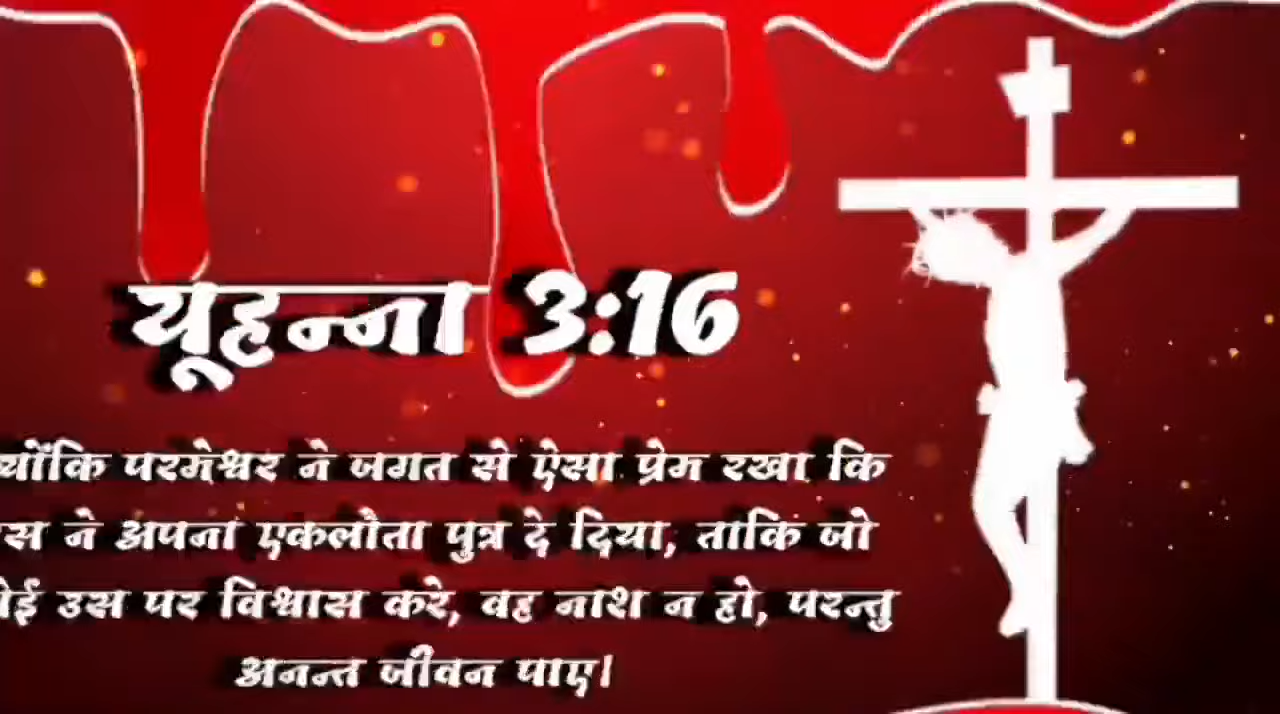 यूहन्ना 3:16
परमेश्वर ने जगत से ऐसा प्रेम रखा कि
ने अपना एकलौता पुत्र दे दिया, ताकि जो
उस पर विश्वास करे, वह नाश न हो, परन्तु
अनन्त जीवन पाए।